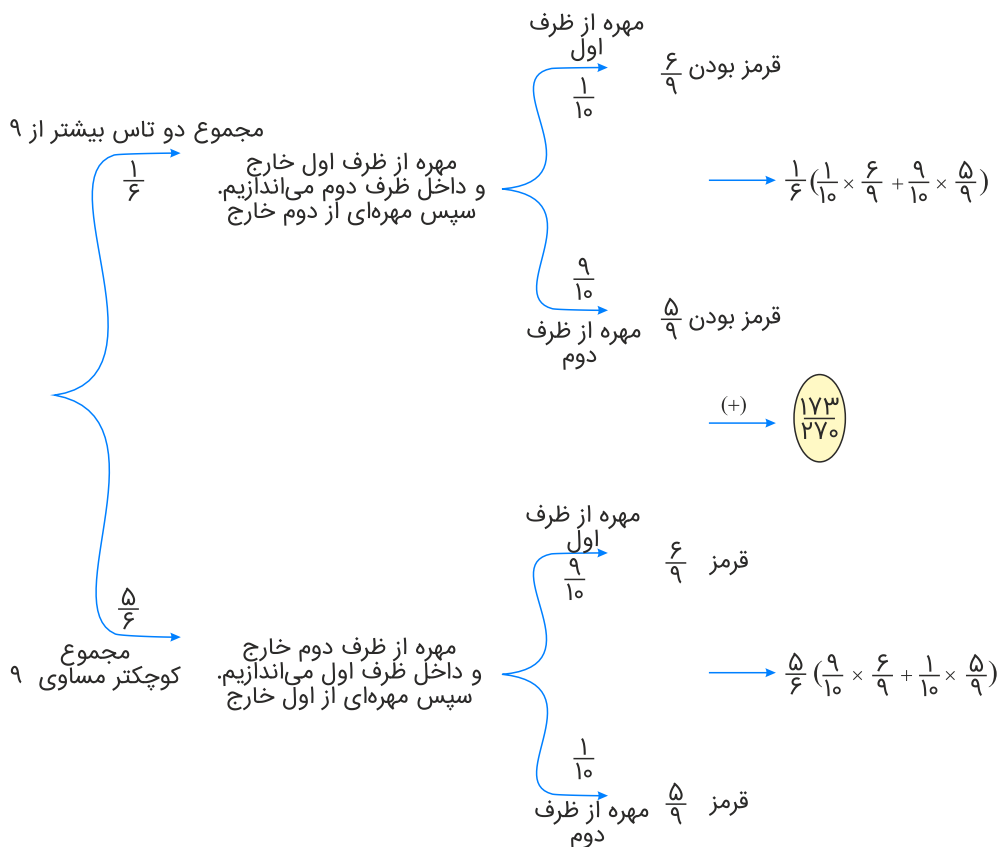 مهره از ظرف
اول
۱/۱۰
قرمز بودن ۶/۹
مجموع دو تاس بیشتر از ۹
۱/۶
مهره از ظرف اول خارج
و داخل ظرف دوم می‌اندازیم.
سپس مهره‌ای از دوم خارج
۱/۶(۱/۱۰ × ۶/۹ + ۹/۱۰ × ۵/۹)
۹/۱۰
مهره از ظرف
دوم
قرمز بودن ۵/۹
(+)
۱۷۳/۲۷۰
مهره از ظرف
اول
۹/۱۰
قرمز ۶/۹
۵/۶
مجموع
کوچکتر مساوی ۹
مهره از ظرف دوم خارج
و داخل ظرف اول می‌اندازیم.
سپس مهره‌ای از اول خارج
۵/۶(۹/۱۰ × ۶/۹ + ۱/۱۰ × ۵/۹)
۱/۱۰
مهره از ظرف
دوم
قرمز ۵/۹